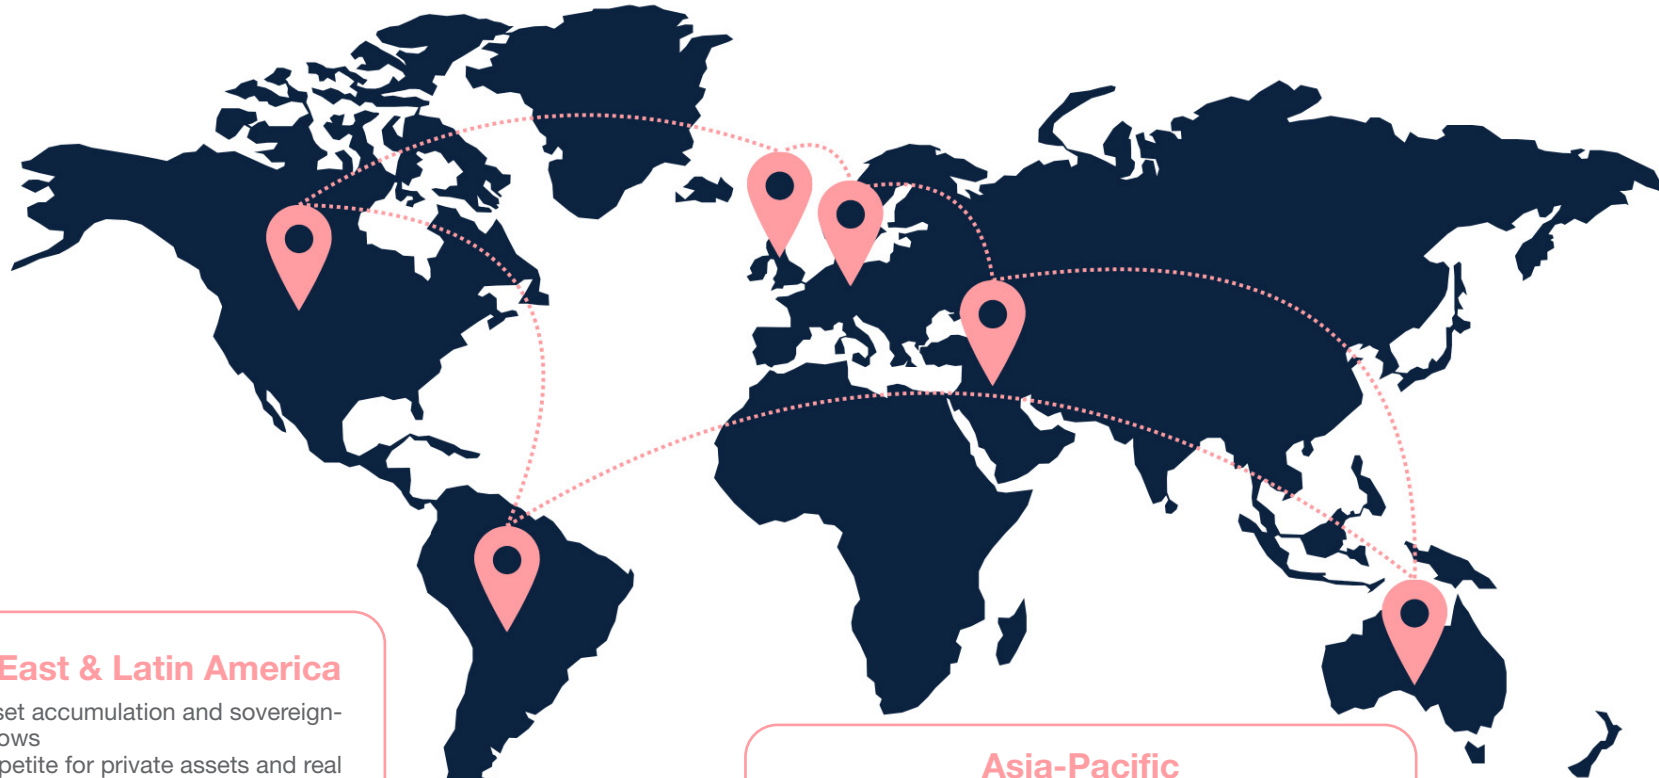 East & Latin America
set accumulation and sovereign-
ows
petite for private assets and real
Asia-Pacific